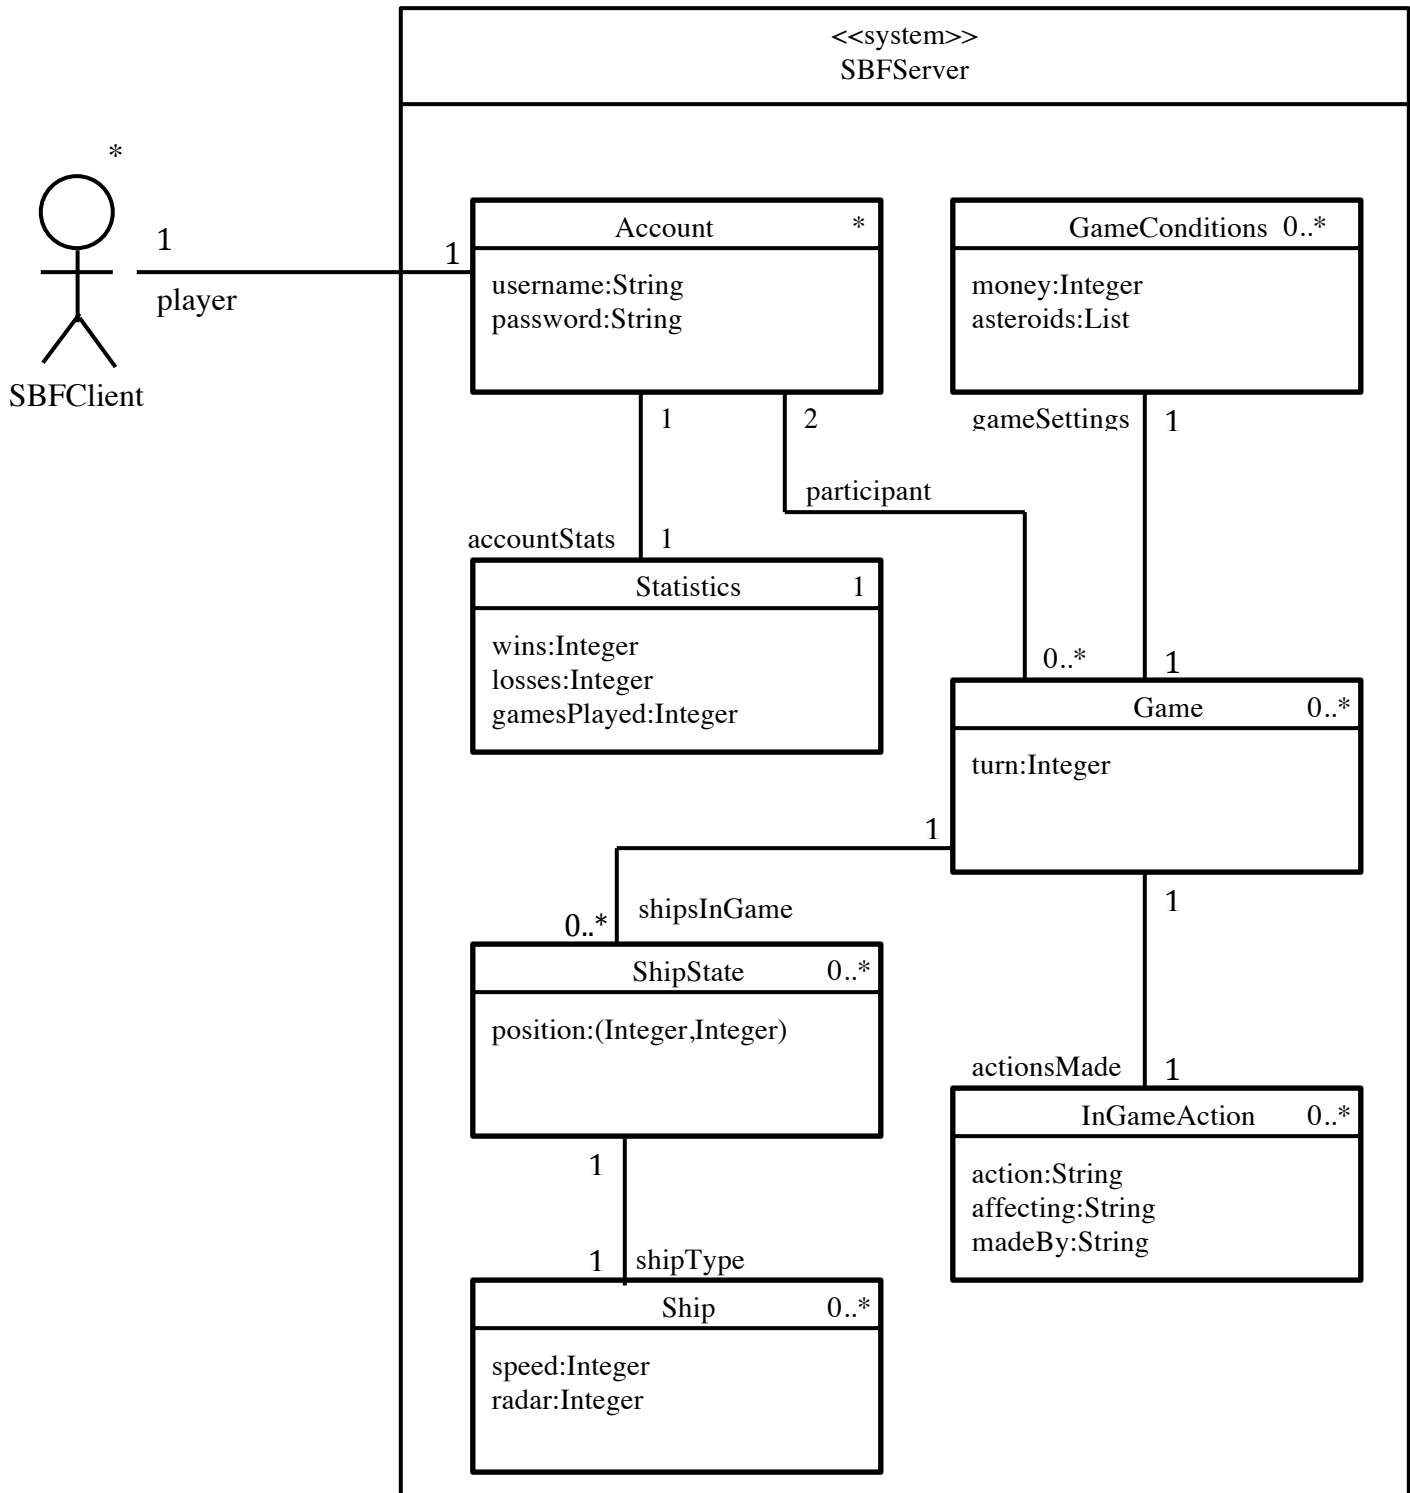 <<system>>
SBFServer
*
1
player
SBFClient
1
Account *
username:String
password:String
GameConditions 0..*
money:Integer
asteroids:List
1
2
gameSettings
1
participant
accountStats
1
Statistics 1
wins:Integer
losses:Integer
gamesPlayed:Integer
0..*
1
Game 0..*
turn:Integer
1
shipsInGame
0..*
1
ShipState 0..*
position:(Integer,Integer)
actionsMade
1
InGameAction 0..*
action:String
affecting:String
madeBy:String
1
1
shipType
Ship 0..*
speed:Integer
radar:Integer